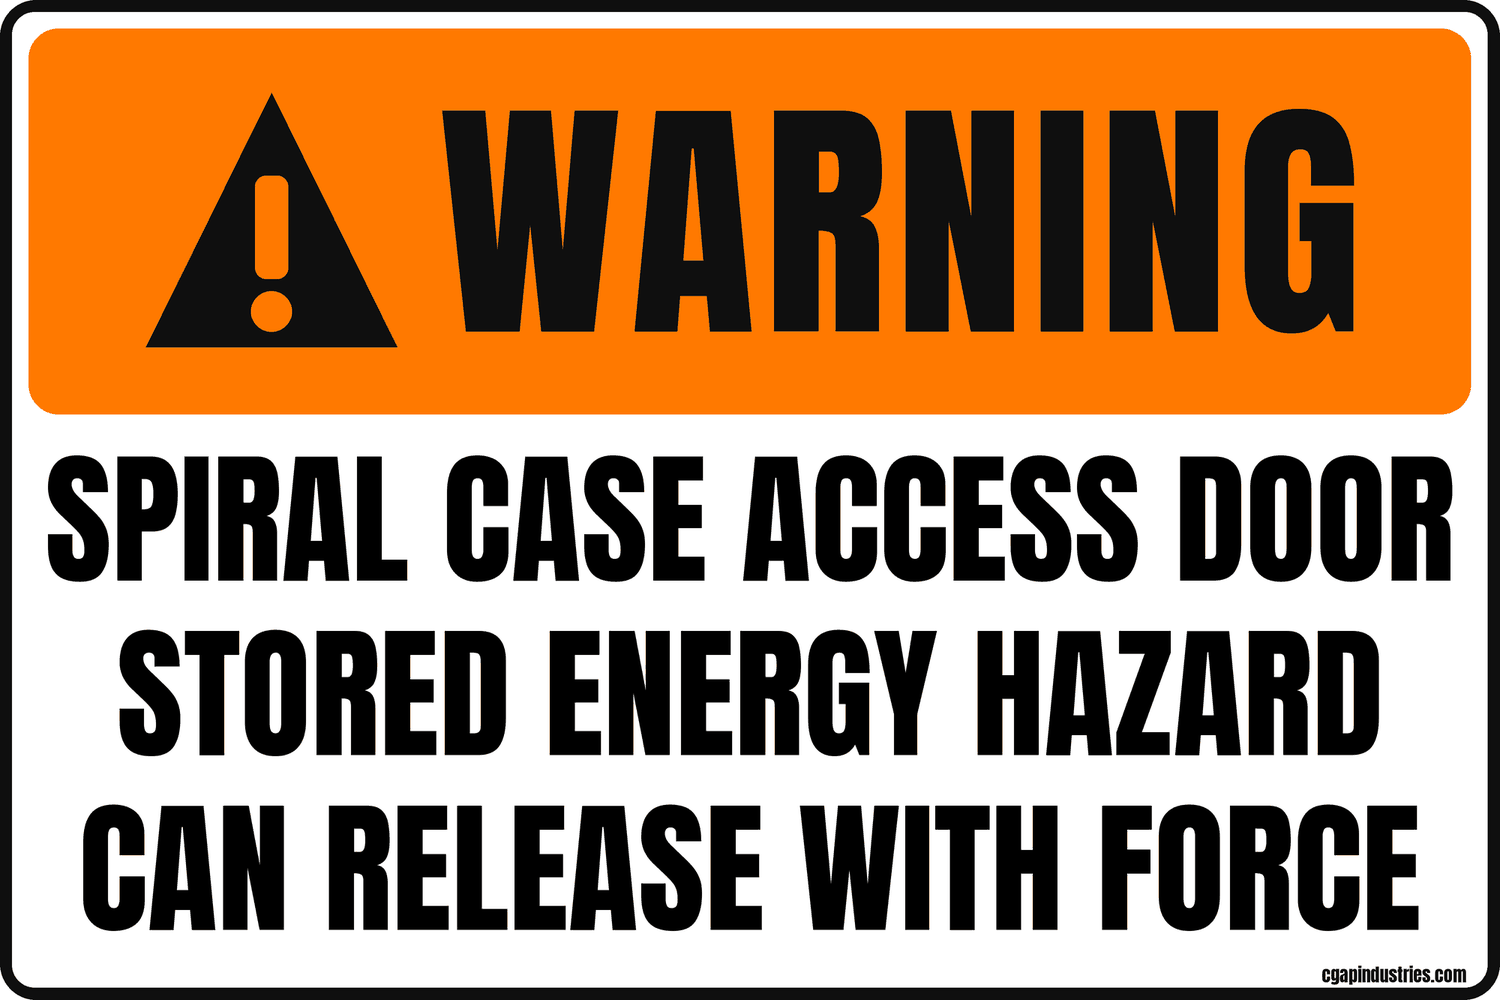 WARNING
SPIRAL CASE ACCESS DOOR
STORED ENERGY HAZARD
CAN RELEASE WITH FORCE
cgapindustries.com